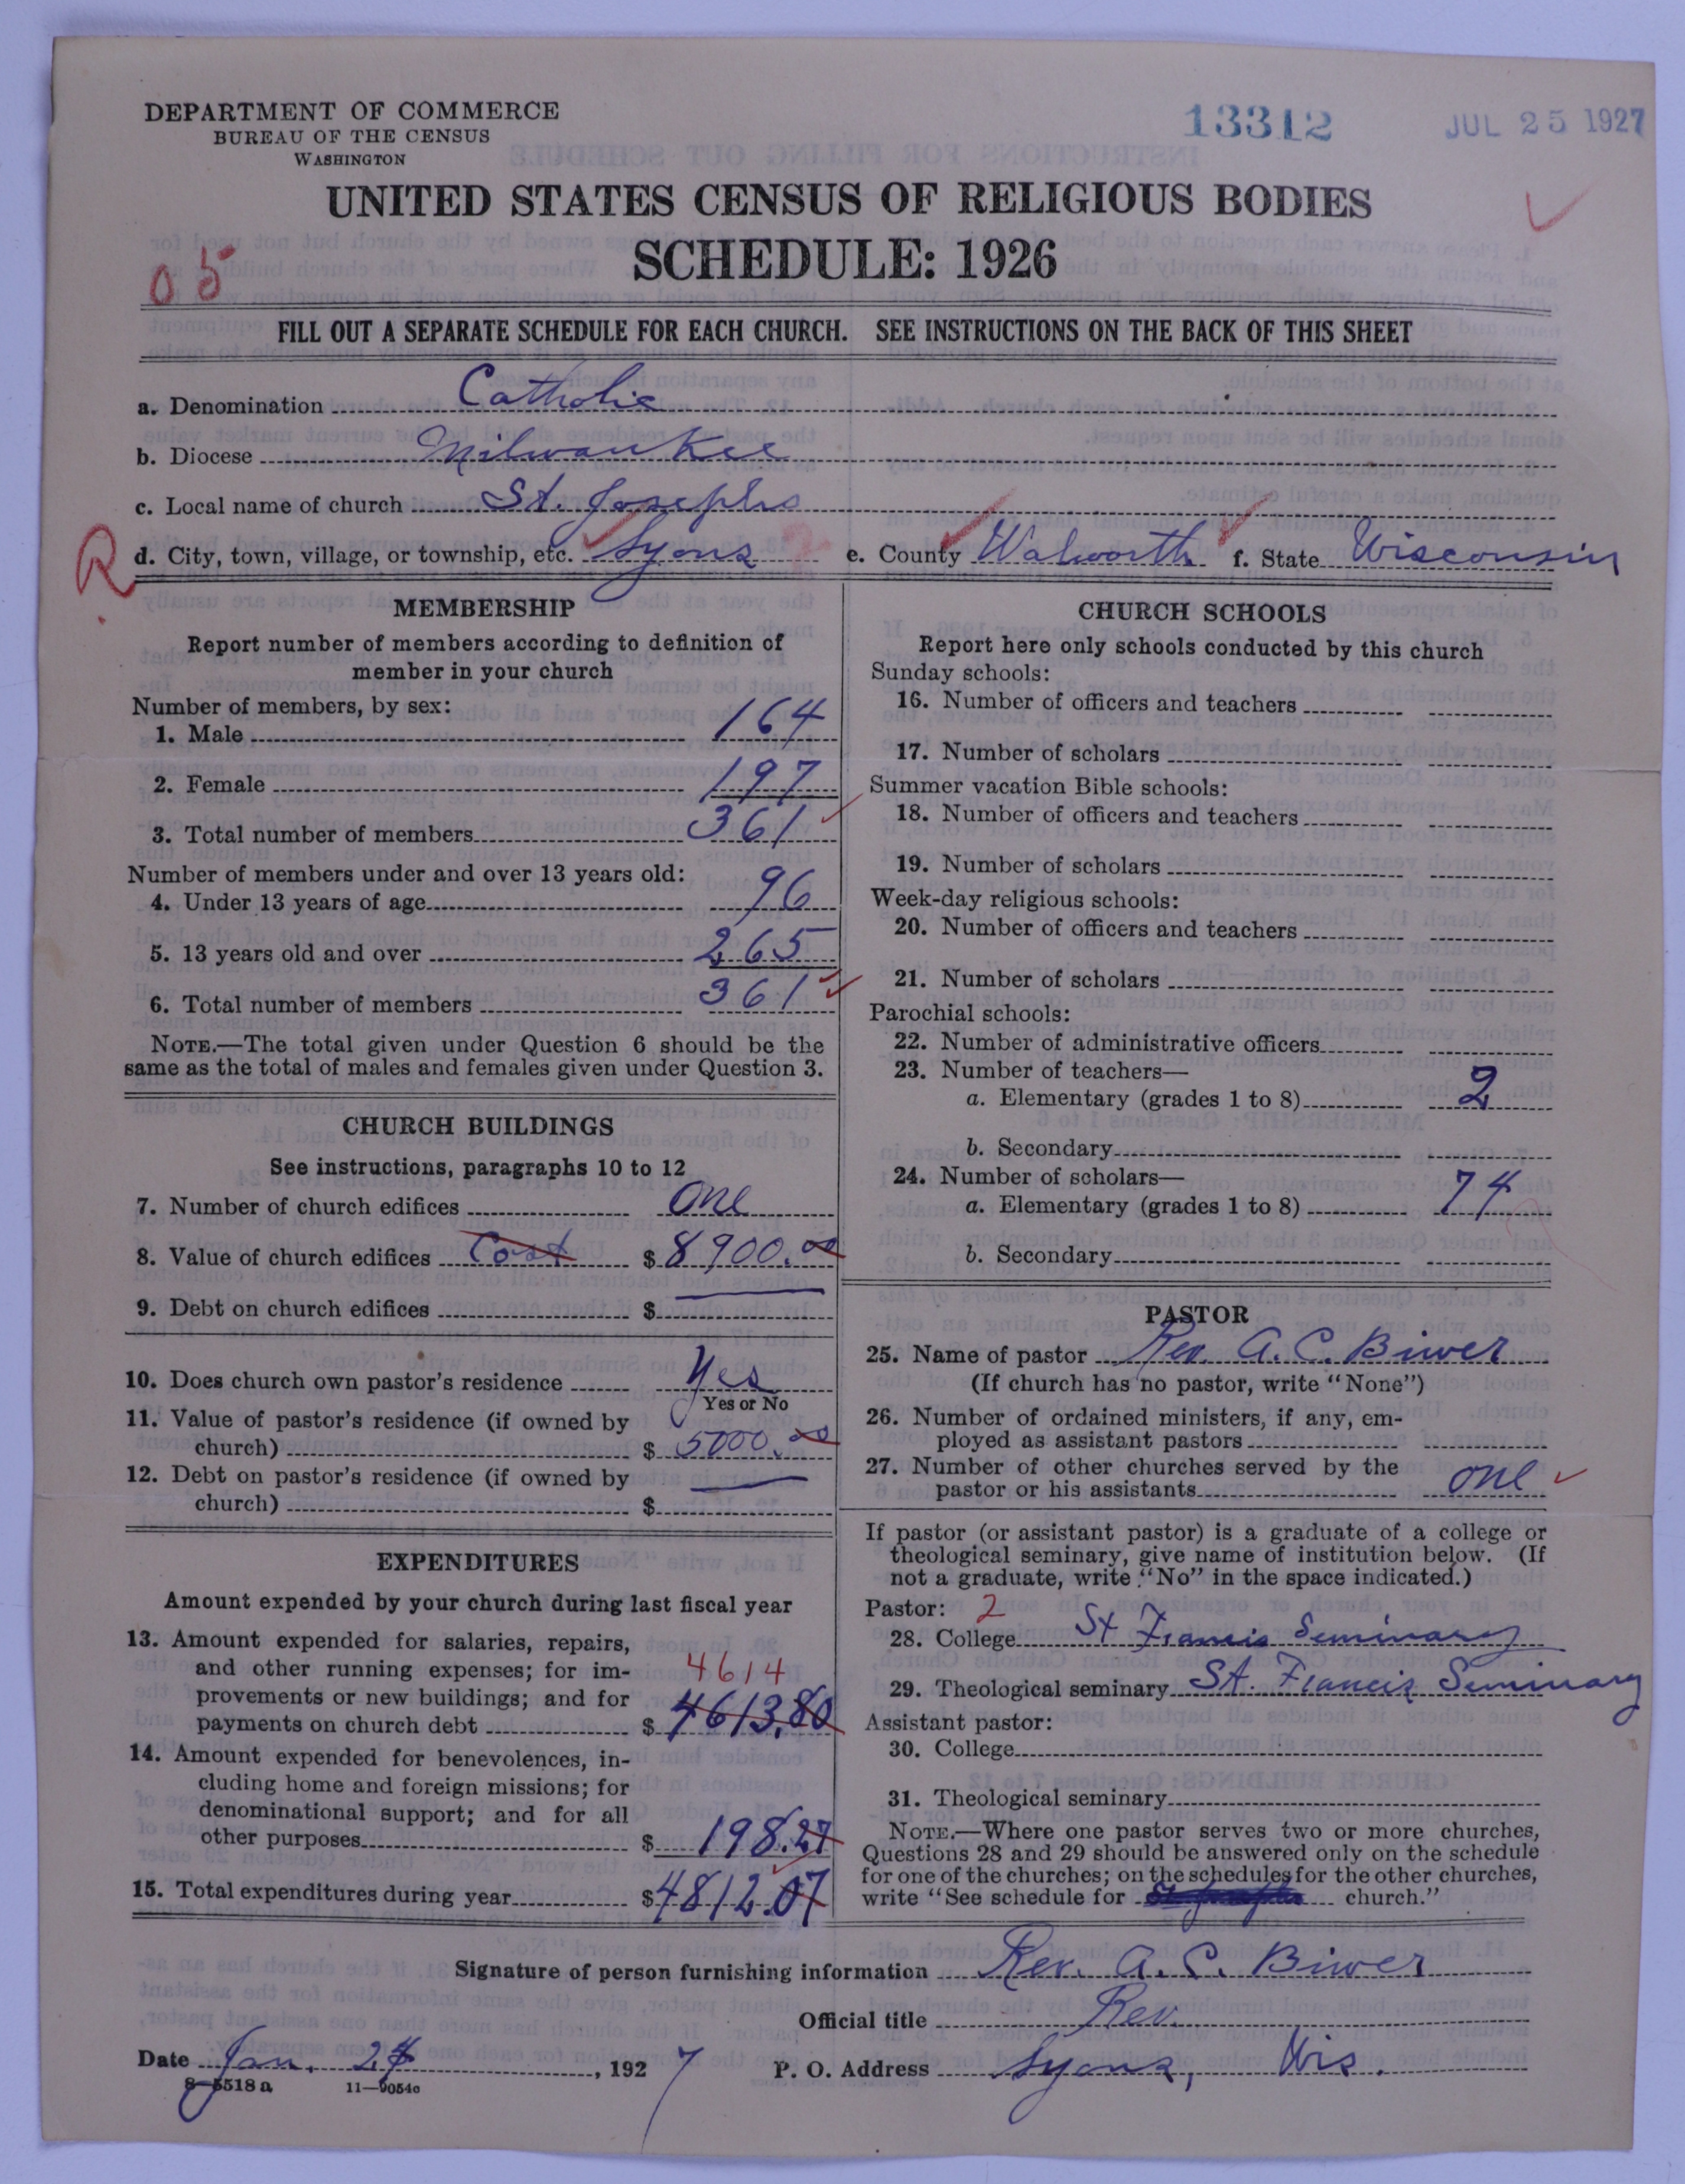 DEPARTMENT OF COMMERCE
BUREAU OF THE CENSUS
WASHINGTON
13312
JUL 25 1927
UNITED STATES CENSUS OF RELIGIOUS BODIES
SCHEDULE: 1926
05
FILL OUT A SEPARATE SCHEDULE FOR EACH CHURCH. SEE INSTRUCTIONS ON THE BACK OF THIS SHEET
a. Denomination Catholic
b. Diocese Milwaukee
c. Local name of church St. Josephs
R d. City, town, village, or township, etc. Lyons e. County Walworth f. State Wisconsin
MEMBERSHIP
Report number of members according to definition of
member in your church
Number of members, by sex:
1. Male 164
2. Female 197
3. Total number of members 361
Number of members under and over 13 years old:
4. Under 13 years of age 96
5. 13 years old and over 265
6. Total number of members 361
NOTE.—The total given under Question 6 should be the
same as the total of males and females given under Question 3.
CHURCH BUILDINGS
See instructions, paragraphs 10 to 12
7. Number of church edifices One
8. Value of church edifices Cost $ 8900.00
9. Debt on church edifices $
10. Does church own pastor's residence Yes
Yes or No
11. Value of pastor's residence (if owned by
church) $ 5000.00
12. Debt on pastor's residence (if owned by
church) $
EXPENDITURES
Amount expended by your church during last fiscal year
13. Amount expended for salaries, repairs,
and other running expenses; for im-
4614
provements or new buildings; and for
payments on church debt $ 4613,80
14. Amount expended for benevolences, in-
cluding home and foreign missions; for
denominational support; and for all
other purposes $ 198.27
15. Total expenditures during year $ 4812.07
CHURCH SCHOOLS
Report here only schools conducted by this church
Sunday schools:
16. Number of officers and teachers
17. Number of scholars
Summer vacation Bible schools:
18. Number of officers and teachers
19. Number of scholars
Week-day religious schools:
20. Number of officers and teachers
21. Number of scholars
Parochial schools:
22. Number of administrative officers
23. Number of teachers—
a. Elementary (grades 1 to 8) 2
b. Secondary
24. Number of scholars—
a. Elementary (grades 1 to 8) 74
b. Secondary
PASTOR
25. Name of pastor Rev. A. C. Biwer
(If church has no pastor, write "None")
26. Number of ordained ministers, if any, em-
ployed as assistant pastors
27. Number of other churches served by the
pastor or his assistants one
If pastor (or assistant pastor) is a graduate of a college or
theological seminary, give name of institution below. (If
not a graduate, write "No" in the space indicated.)
Pastor: 2
28. College St Francis Seminary
29. Theological seminary St. Francis Seminary
Assistant pastor:
30. College
31. Theological seminary
NOTE.—Where one pastor serves two or more churches,
Questions 28 and 29 should be answered only on the schedule
for one of the churches; on the schedules for the other churches,
write "See schedule for church."
Signature of person furnishing information Rev. A. C. Biwer
Official title Rev.
Date Jan. , 1927 P. O. Address Lyons, Wis.
8-5518 a 11—9054c